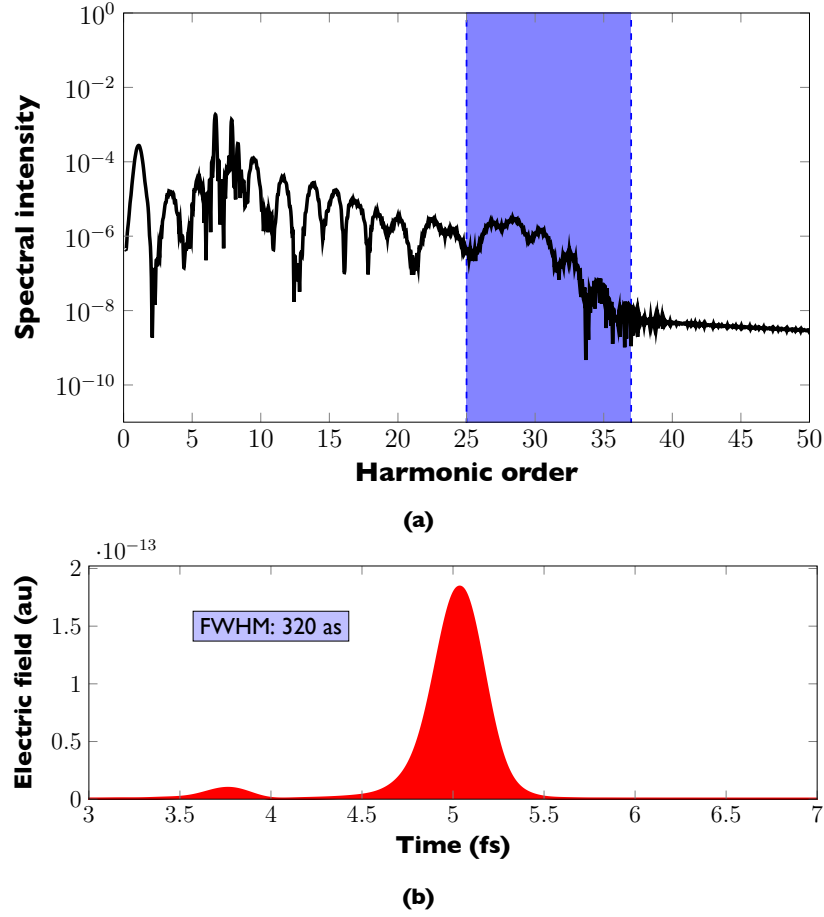 10^0
10^−2
10^−4
10^−6
10^−8
10^−10
Spectral intensity
0 5 10 15 20 25 30 35 40 45 50
Harmonic order
(a)
·10^−13
2
1.5
1
0.5
0
Electric field (au)
FWHM: 320 as
3 3.5 4 4.5 5 5.5 6 6.5 7
Time (fs)
(b)